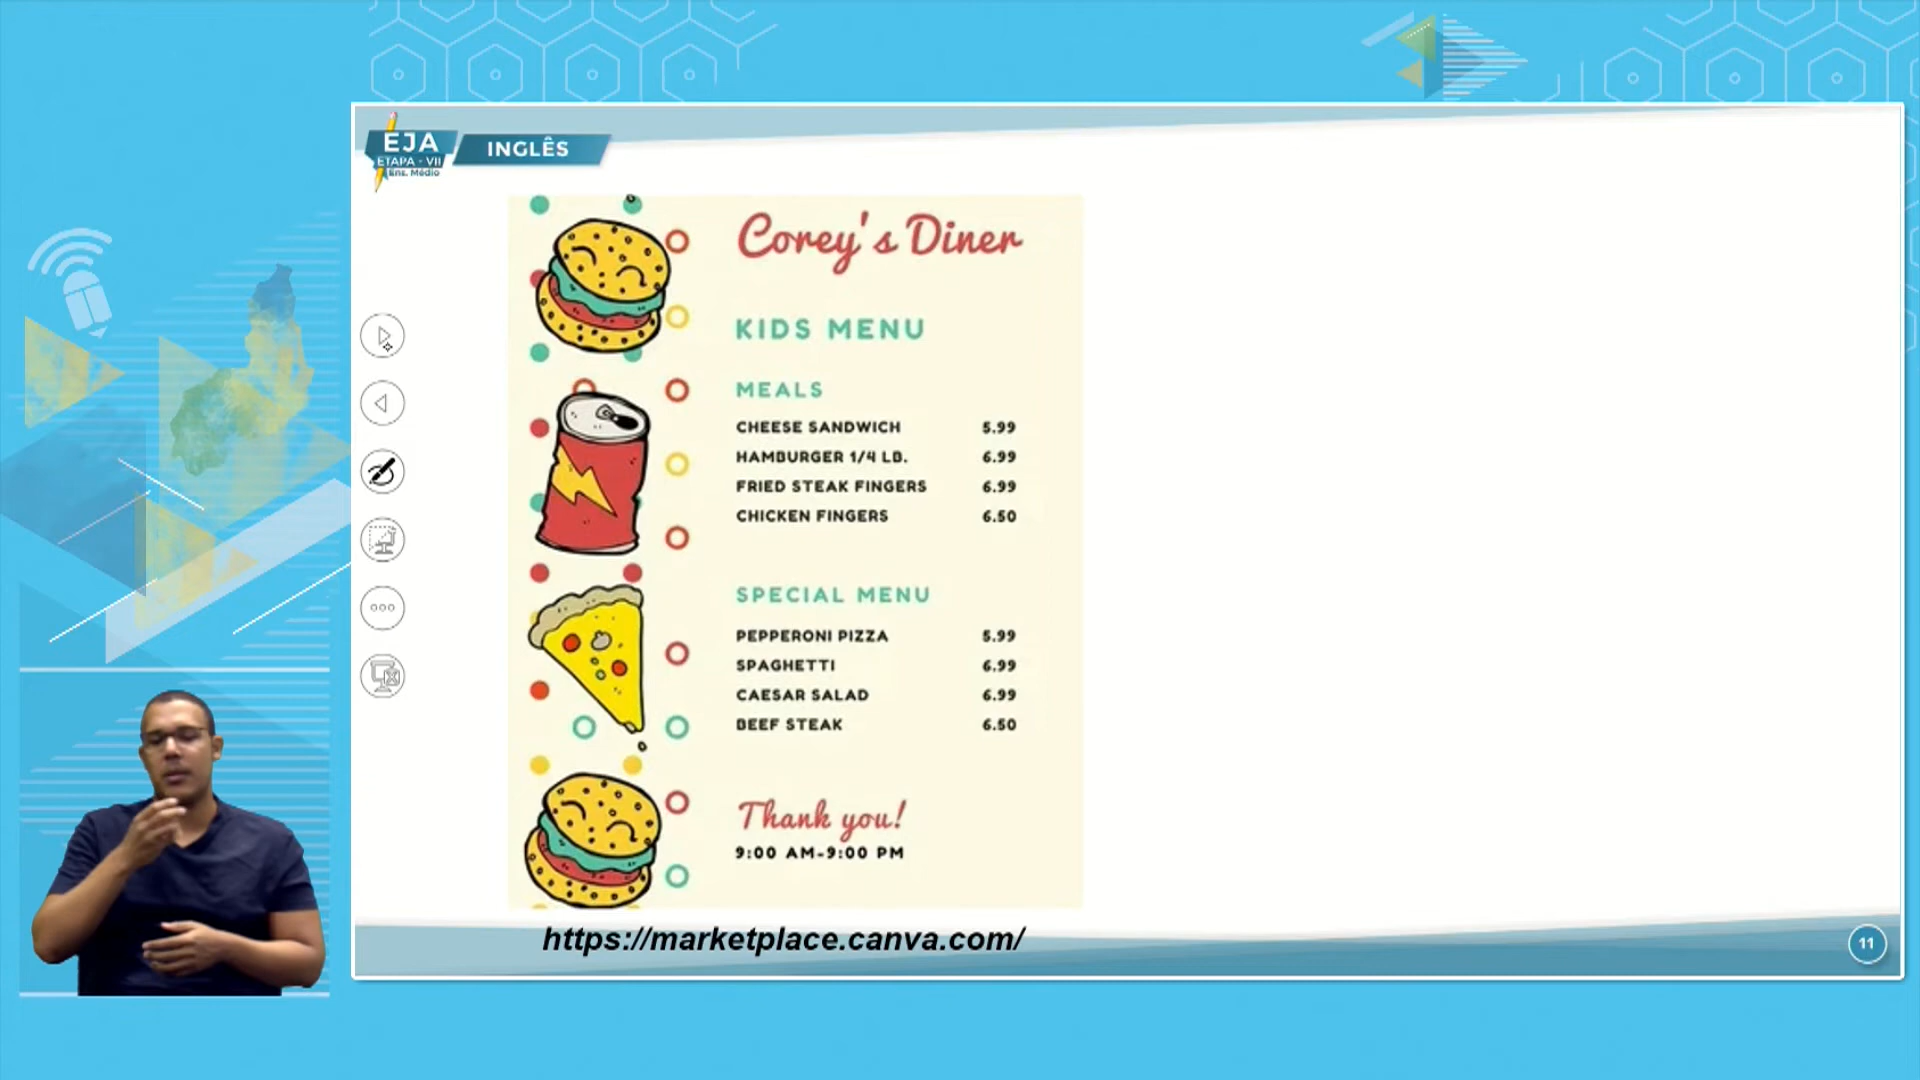 EJA
ETAPA - VII
Ens. Médio
INGLÊS
Corey's Diner
KIDS MENU
MEALS
CHEESE SANDWICH 5.99
HAMBURGER 1/4 LB. 6.99
FRIED STEAK FINGERS 6.99
CHICKEN FINGERS 6.50
SPECIAL MENU
PEPPERONI PIZZA 5.99
SPAGHETTI 6.99
CAESAR SALAD 6.99
BEEF STEAK 6.50
Thank you!
9:00 AM-9:00 PM
https://marketplace.canva.com/
11